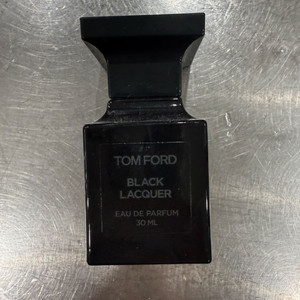 TOM FORD
BLACK
LACQUER
EAU DE PARFUM
30 ML